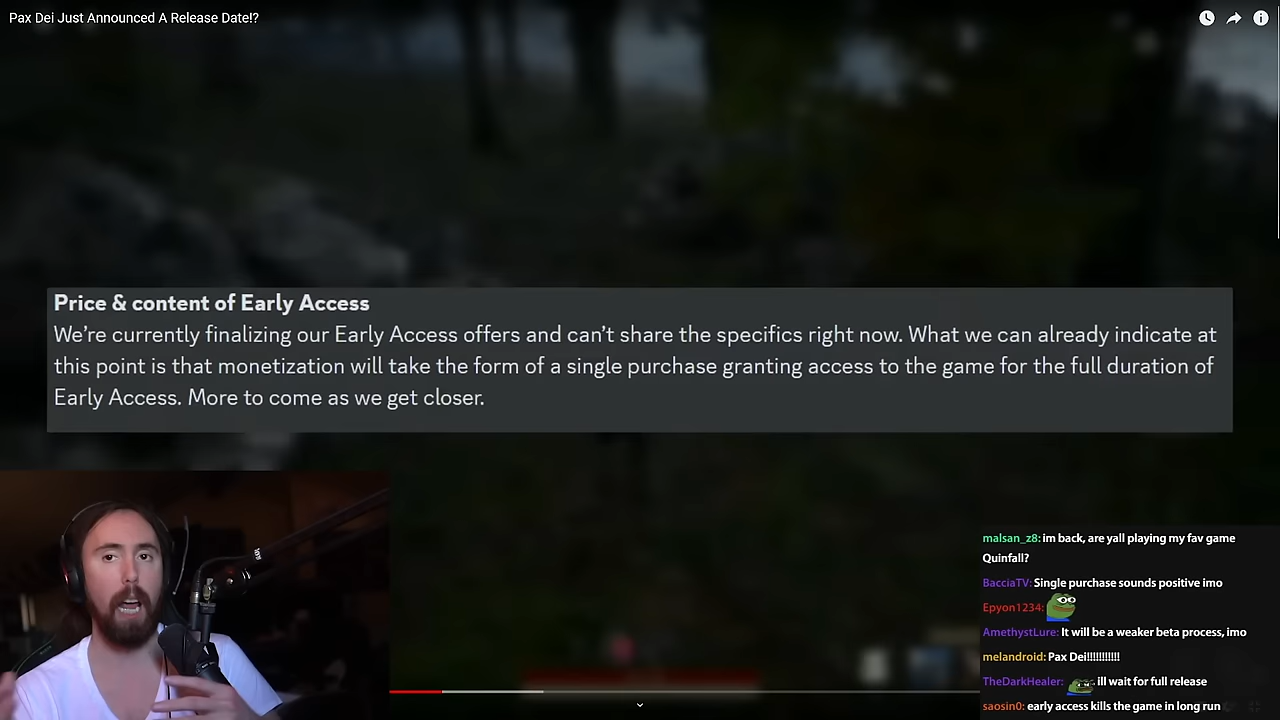 Pax Dei Just Announced A Release Date!?
Price & content of Early Access
We’re currently finalizing our Early Access offers and can’t share the specifics right now. What we can already indicate at
this point is that monetization will take the form of a single purchase granting access to the game for the full duration of
Early Access. More to come as we get closer.
malsan_z8: im back, are yall playing my fav game
Quinfall?
BacciaTV: Single purchase sounds positive imo
Epyon1234:
AmethystLure: It will be a weaker beta process, imo
melandroid: Pax Dei!!!!!!!!!!!
TheDarkHealer: ill wait for full release
saosin0: early access kills the game in long run